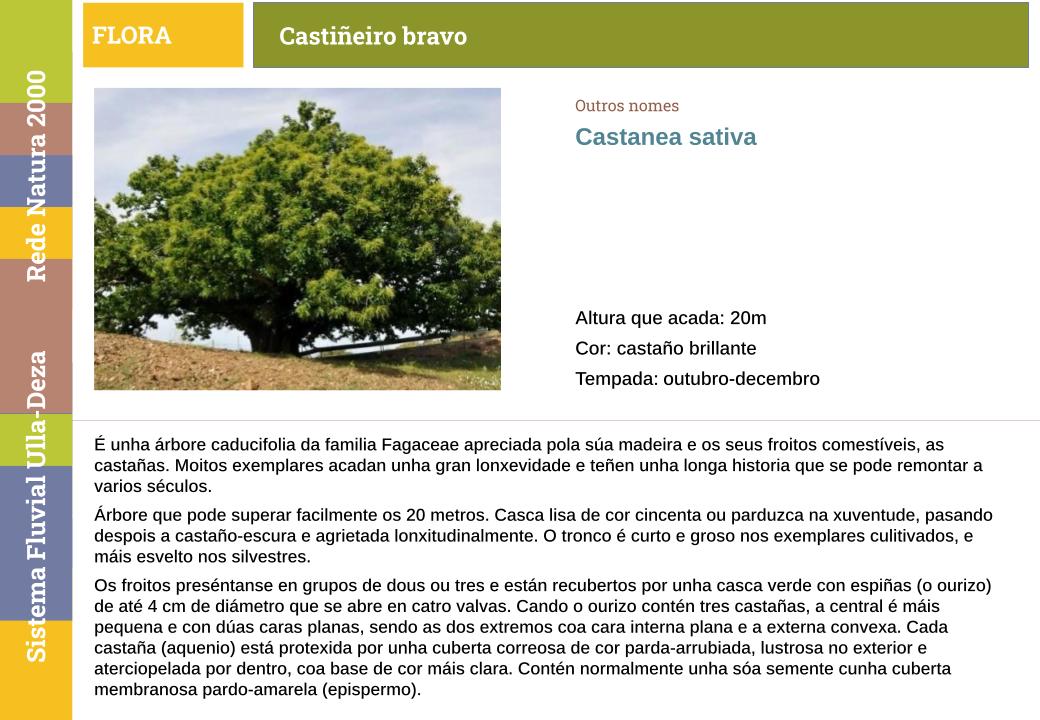 FLORA
Castiñeiro bravo
Rede Natura 2000
Sistema Fluvial Ulla-Deza
Outros nomes
Castanea sativa
Altura que acada: 20m
Cor: castaño brillante
Tempada: outubro-decembro
É unha árbore caducifolia da familia Fagaceae apreciada pola súa madeira e os seus froitos comestíveis, as
castañas. Moitos exemplares acadan unha gran lonxevidade e teñen unha longa historia que se pode remontar a
varios séculos.
Árbore que pode superar facilmente os 20 metros. Casca lisa de cor cincenta ou parduzca na xuventude, pasando
despois a castaño-escura e agrietada lonxitudinalmente. O tronco é curto e groso nos exemplares culitivados, e
máis esvelto nos silvestres.
Os froitos preséntanse en grupos de dous ou tres e están recubertos por unha casca verde con espiñas (o ourizo)
de até 4 cm de diámetro que se abre en catro valvas. Cando o ourizo contén tres castañas, a central é máis
pequena e con dúas caras planas, sendo as dos extremos coa cara interna plana e a externa convexa. Cada
castaña (aquenio) está protexida por unha cuberta correosa de cor parda-arrubiada, lustrosa no exterior e
aterciopelada por dentro, coa base de cor máis clara. Contén normalmente unha sóa semente cunha cuberta
membranosa pardo-amarela (epispermo).